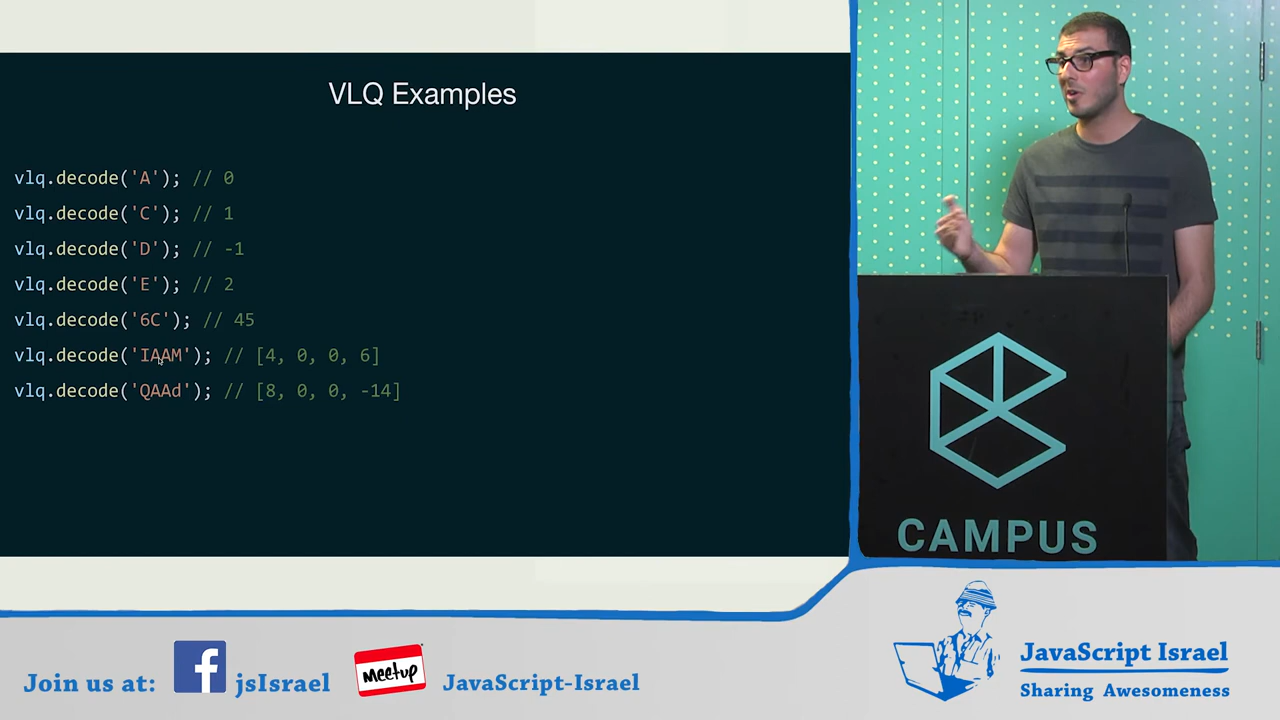 VLQ Examples
vlq.decode('A'); // 0
vlq.decode('C'); // 1
vlq.decode('D'); // -1
vlq.decode('E'); // 2
vlq.decode('6C'); // 45
vlq.decode('IAAM'); // [4, 0, 0, 6]
vlq.decode('QAAd'); // [8, 0, 0, -14]
CAMPUS
Join us at:
f
jsIsrael
meetup
JavaScript-Israel
JavaScript Israel
Sharing Awesomeness